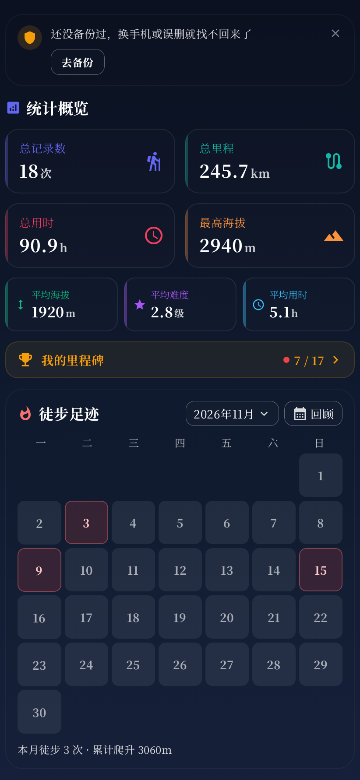 还没备份过，换手机或误删就找不回来了
去备份
统计概览
总记录数
18次
总里程
245.7km
总用时
90.9h
最高海拔
2940m
平均海拔
1920m
平均难度
2.8级
平均用时
5.1h
我的里程碑
7 / 17
徒步足迹
2026年11月
回顾
一 二 三 四 五 六 日
1
2 3 4 5 6 7 8
9 10 11 12 13 14 15
16 17 18 19 20 21 22
23 24 25 26 27 28 29
30
本月徒步 3 次 · 累计爬升 3060m